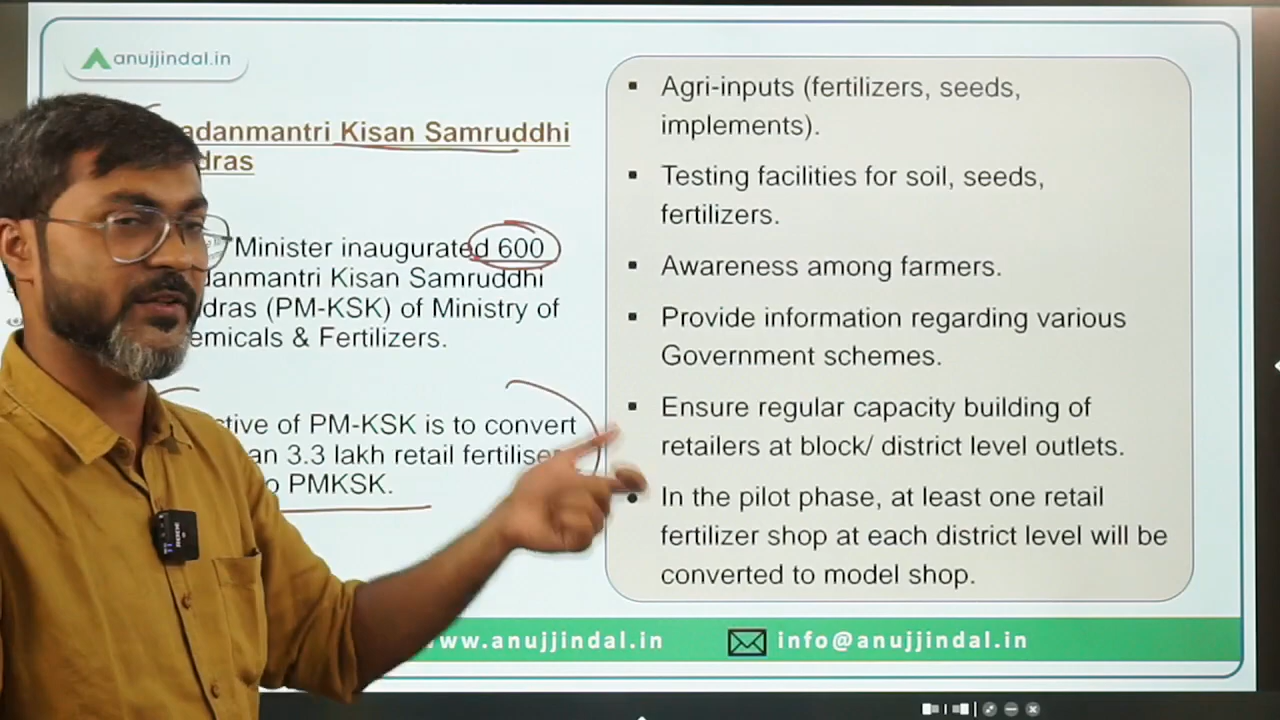 anujjindal.in
adanmantri Kisan Samruddhi
dras
Minister inaugurated 600
danmantri Kisan Samruddhi
dras (PM-KSK) of Ministry of
emicals & Fertilizers.
ctive of PM-KSK is to convert
an 3.3 lakh retail fertiliser
o PMKSK.
▪ Agri-inputs (fertilizers, seeds,
implements).
▪ Testing facilities for soil, seeds,
fertilizers.
▪ Awareness among farmers.
▪ Provide information regarding various
Government schemes.
▪ Ensure regular capacity building of
retailers at block/ district level outlets.
• In the pilot phase, at least one retail
fertilizer shop at each district level will be
converted to model shop.
www.anujjindal.in
info@anujjindal.in